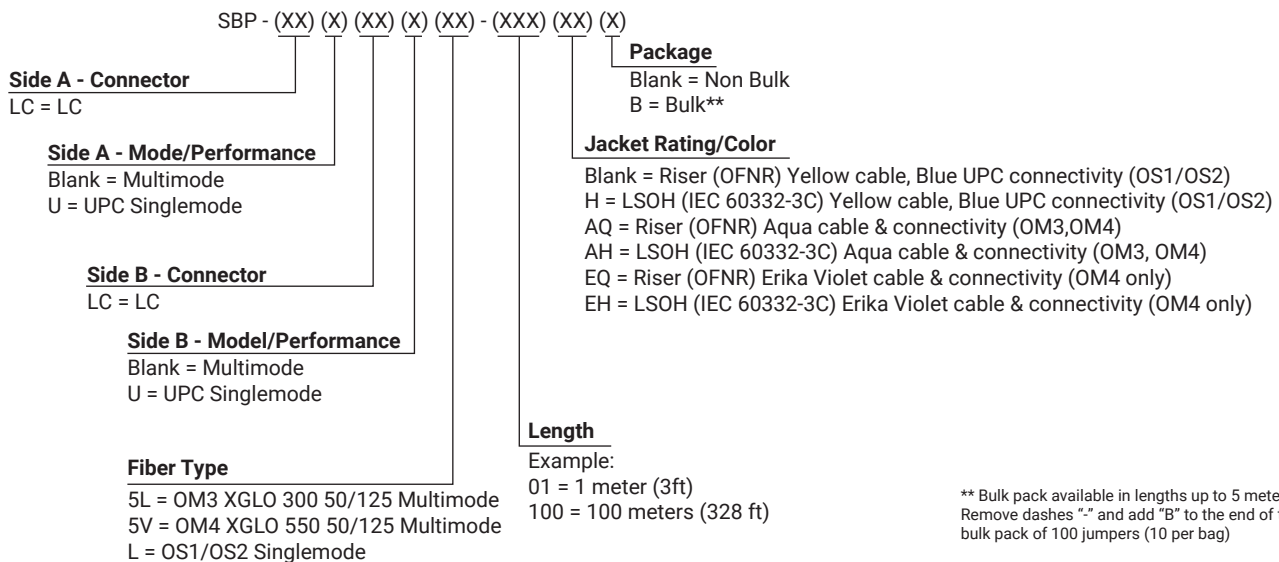 SBP - (XX) (X) (XX) (X) (XX) - (XXX) (XX) (X)
Package
Blank = Non Bulk
B = Bulk**
Side A - Connector
LC = LC
Jacket Rating/Color
Blank = Riser (OFNR) Yellow cable, Blue UPC connectivity (OS1/OS2)
H = LSOH (IEC 60332-3C) Yellow cable, Blue UPC connectivity (OS1/OS2)
AQ = Riser (OFNR) Aqua cable & connectivity (OM3,OM4)
AH = LSOH (IEC 60332-3C) Aqua cable & connectivity (OM3, OM4)
EQ = Riser (OFNR) Erika Violet cable & connectivity (OM4 only)
EH = LSOH (IEC 60332-3C) Erika Violet cable & connectivity (OM4 only)
Side A - Mode/Performance
Blank = Multimode
U = UPC Singlemode
Side B - Connector
LC = LC
Side B - Model/Performance
Blank = Multimode
U = UPC Singlemode
Length
Example:
01 = 1 meter (3ft)
100 = 100 meters (328 ft)
Fiber Type
5L = OM3 XGLO 300 50/125 Multimode
5V = OM4 XGLO 550 50/125 Multimode
L = OS1/OS2 Singlemode
** Bulk pack available in lengths up to 5
Remove dashes “-” and add “B” to the end of
bulk pack of 100 jumpers (10 per bag)